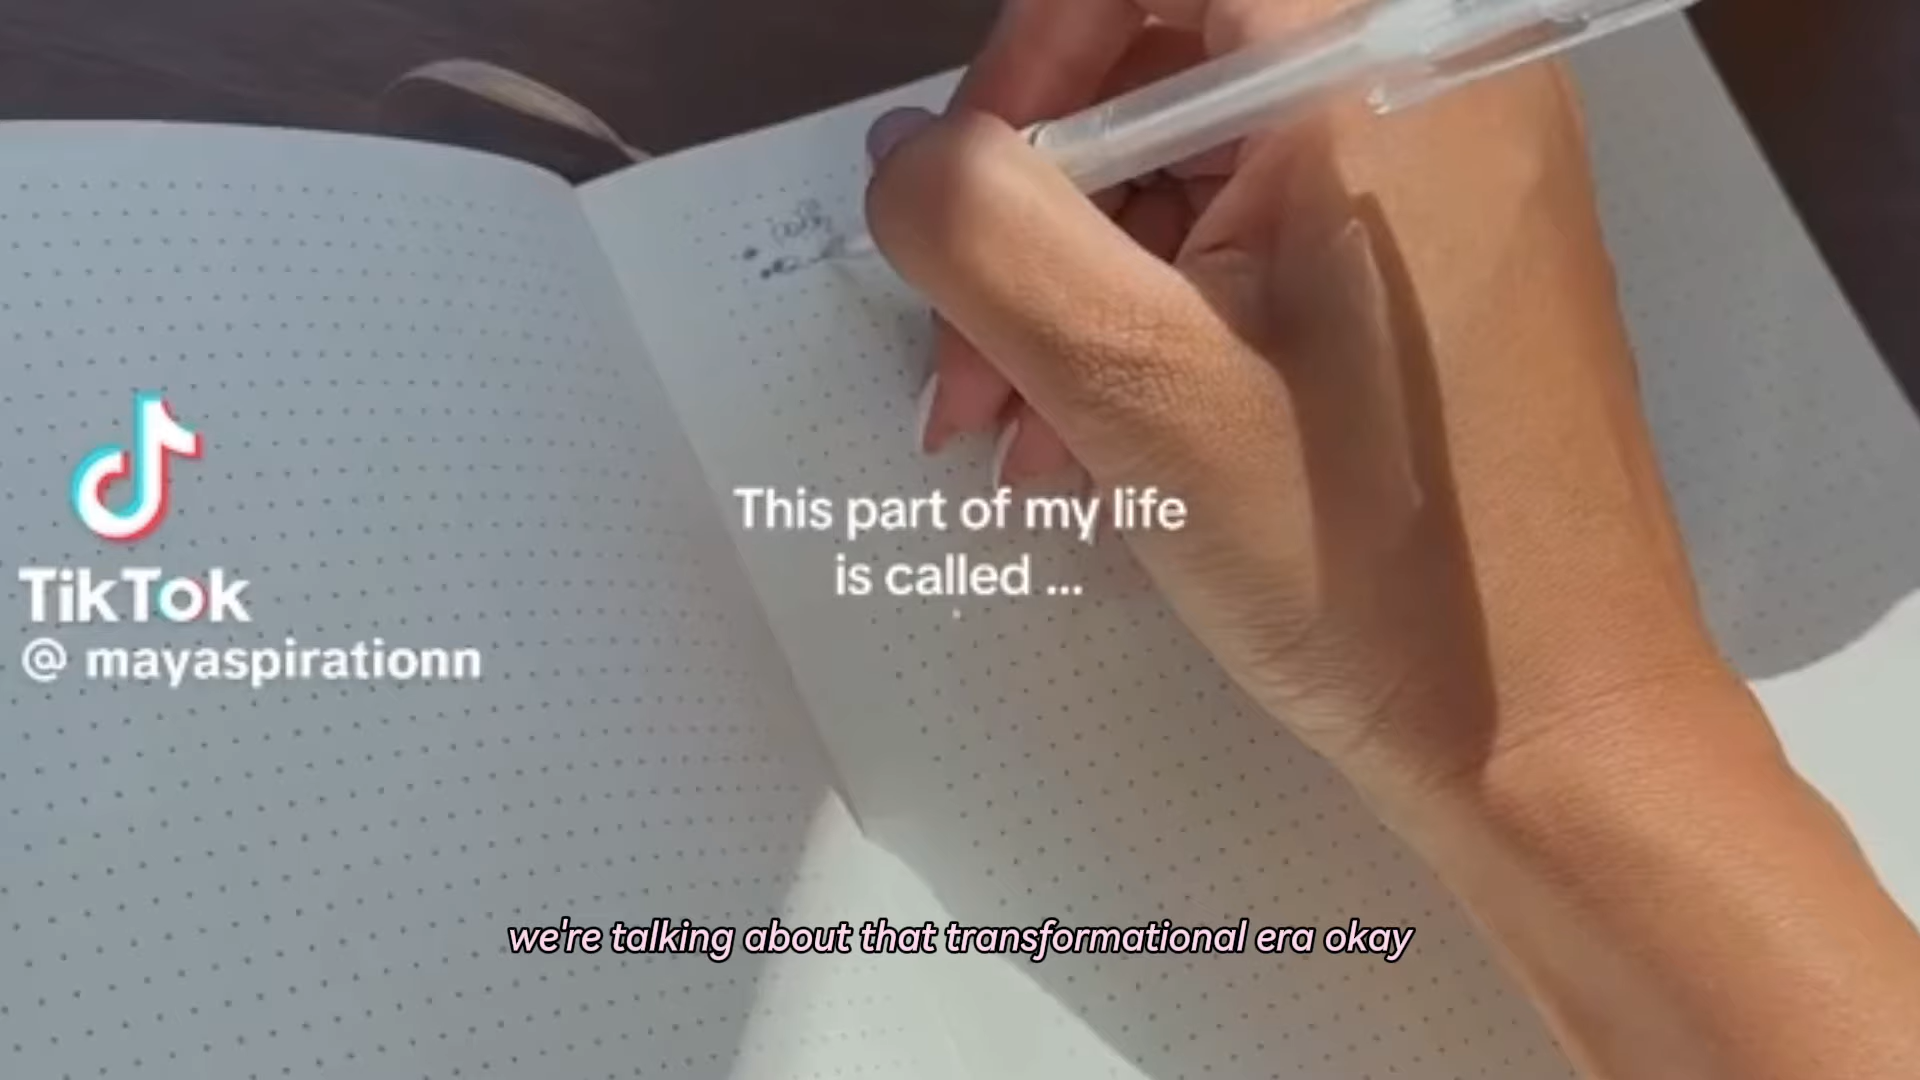 This part of my life
is called ...
TikTok
@ mayaspirationn
we're talking about that transformational era okay